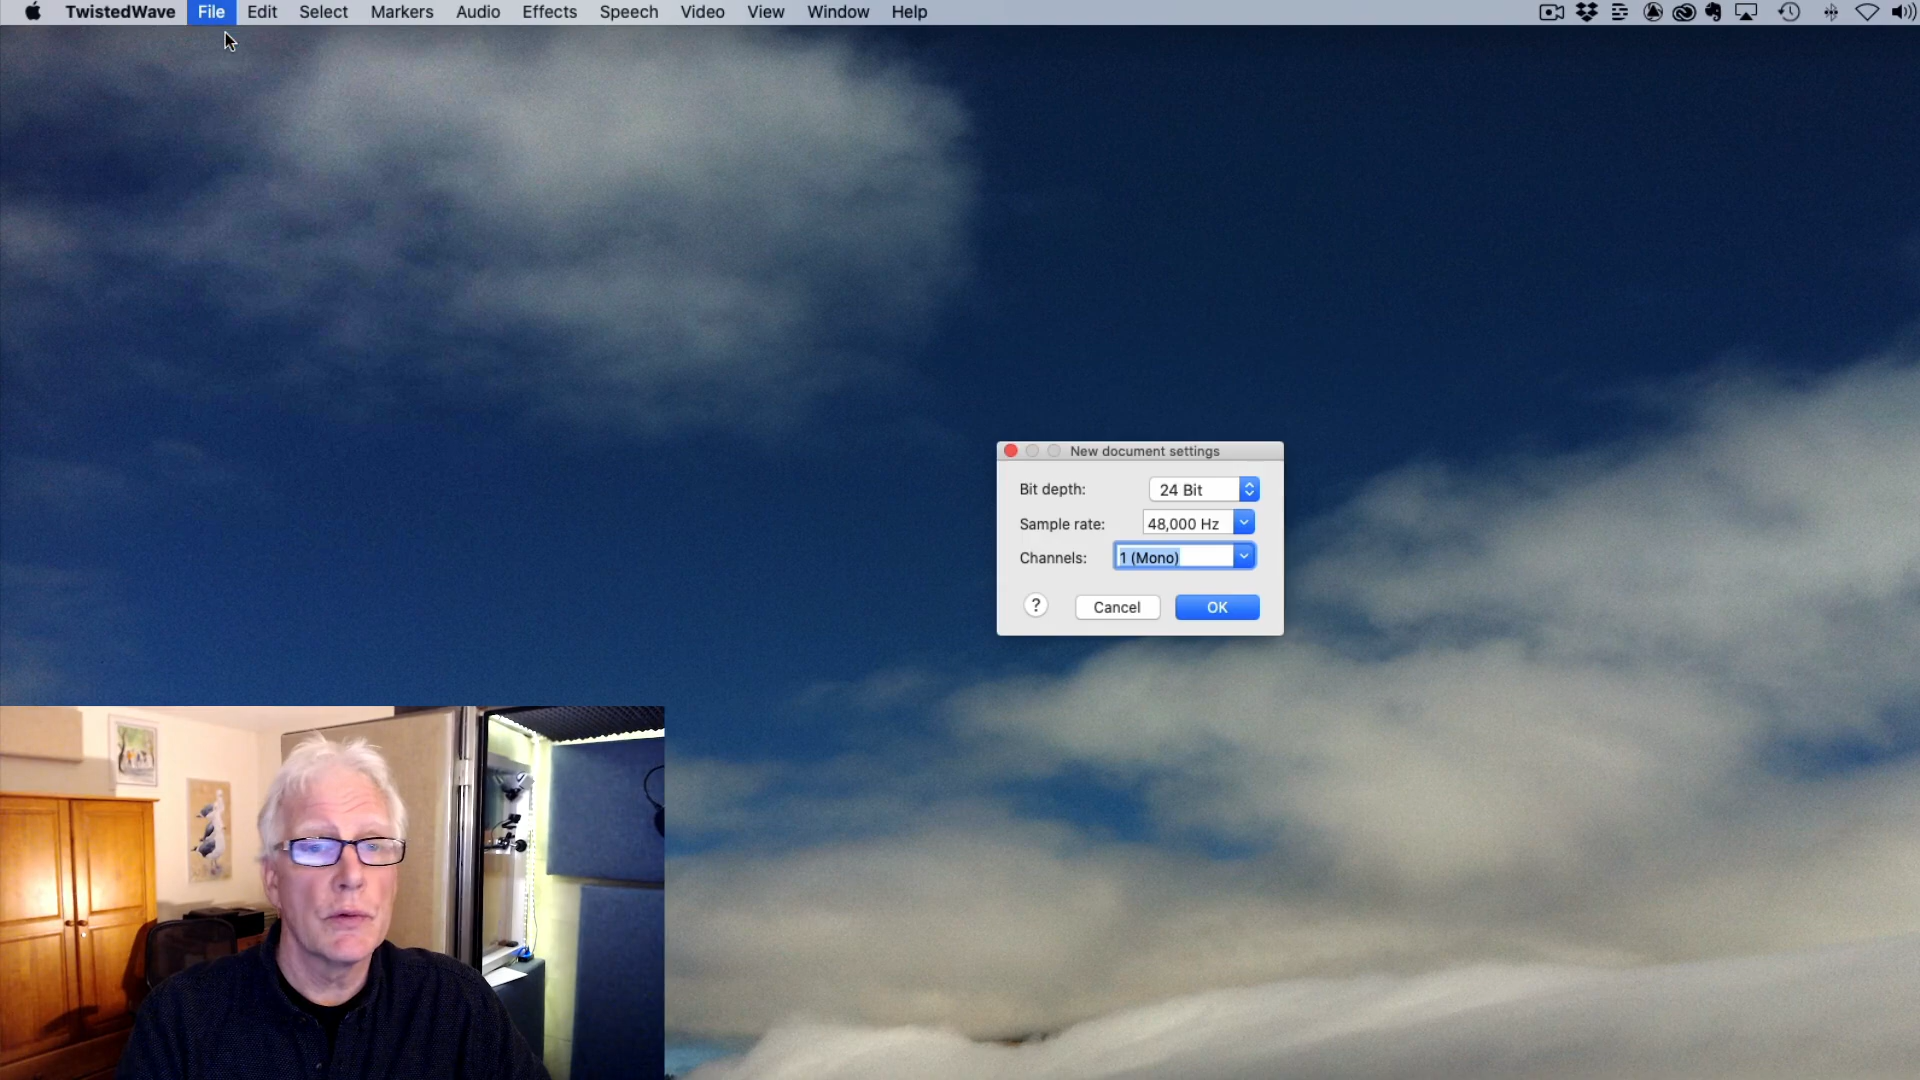 TwistedWave File Edit Select Markers Audio Effects Speech Video View Window Help
New document settings
Bit depth: 24 Bit
Sample rate: 48,000 Hz
Channels: 1 (Mono)
? Cancel OK